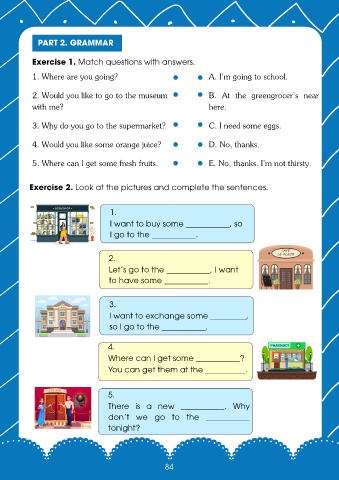 PART 2. GRAMMAR
Exercise 1. Match questions with answers.
1. Where are you going?
A. I'm going to school.
2. Would you like to go to the museum
with me?
B. At the greengrocer's near
here.
3. Why do you go to the supermarket?
C. I need some eggs.
4. Would you like some orange juice?
D. No, thanks.
5. Where can I get some fresh fruits.
E. No, thanks. I'm not thirsty.
Exercise 2. Look at the pictures and complete the sentences.
1.
I want to buy some __________, so
I go to the __________.
2.
Let's go to the __________, I want
to have some __________.
3.
I want to exchange some ________,
so I go to the __________.
4.
PHARMACY
Where can I get some __________?
You can get them at the _________.
5.
There is a new __________. Why
don't we go to the __________
tonight?
84